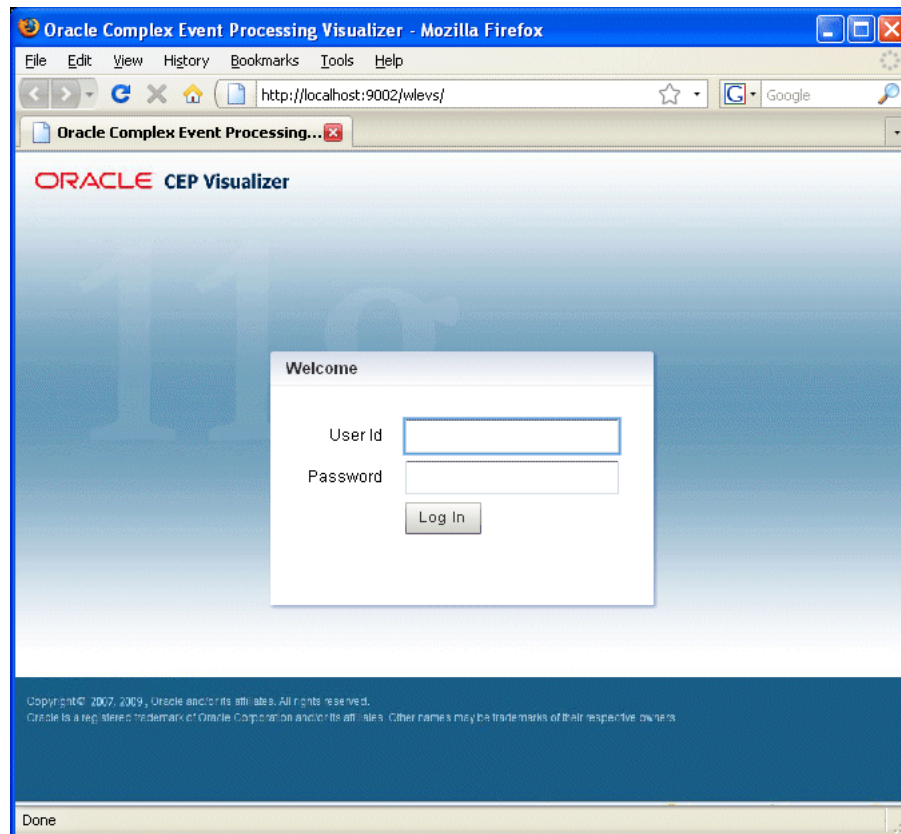 Oracle Complex Event Processing Visualizer - Mozilla Firefox
File Edit View History Bookmarks Tools Help
http://localhost:9002/wlevs/ G Google
Oracle Complex Event Processing...
ORACLE CEP Visualizer
11g
Welcome
User Id
Password
Log In
Copyright© 2007, 2009, Oracle and/or its affiliates. All rights reserved.
Oracle is a registered trademark of Oracle Corporation and/or its affiliates. Other names may be trademarks of their respective owners.
Done